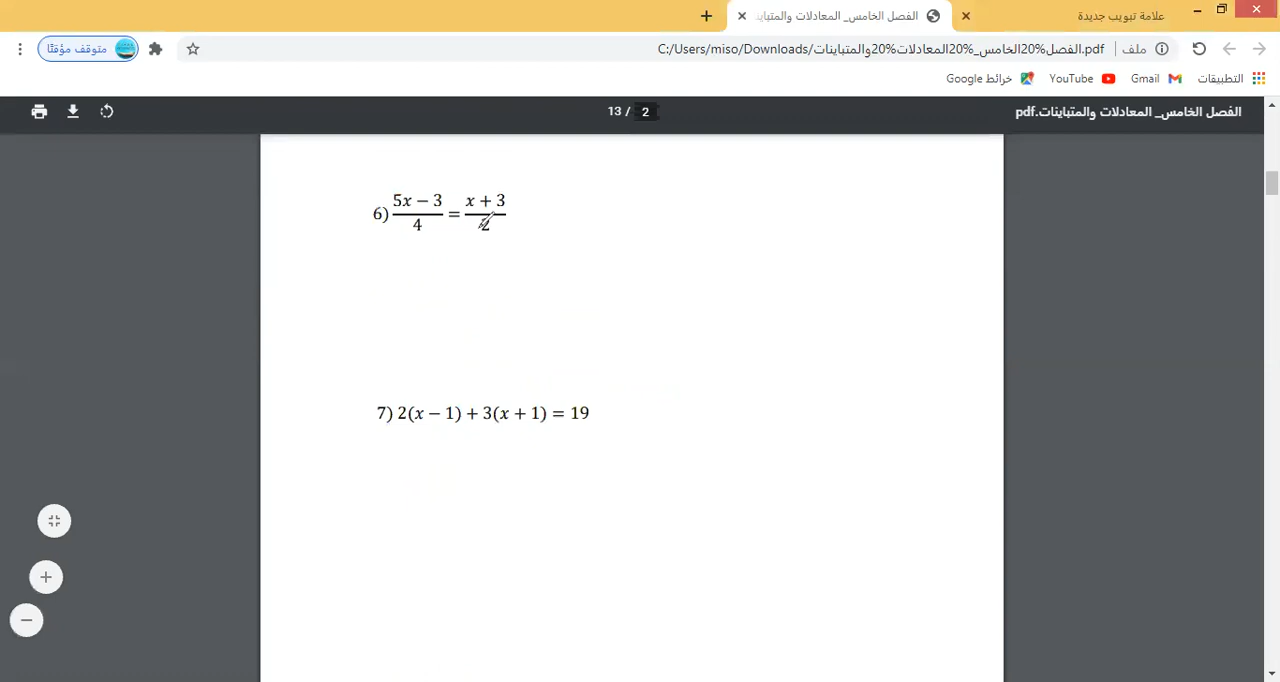 علامة تبويب جديدة
الفصل الخامس_ المعادلات والمتباينات
ملف
C:/Users/miso/Downloads/الفصل%20الخامس_%20المعادلات%20والمتباينات.pdf
متوقف مؤقتًا
التطبيقات
Gmail
YouTube
خرائط Google
الفصل الخامس_ المعادلات والمتباينات.pdf
2 / 13
6) (5x − 3)/4 = (x + 3)/2
7) 2(x − 1) + 3(x + 1) = 19